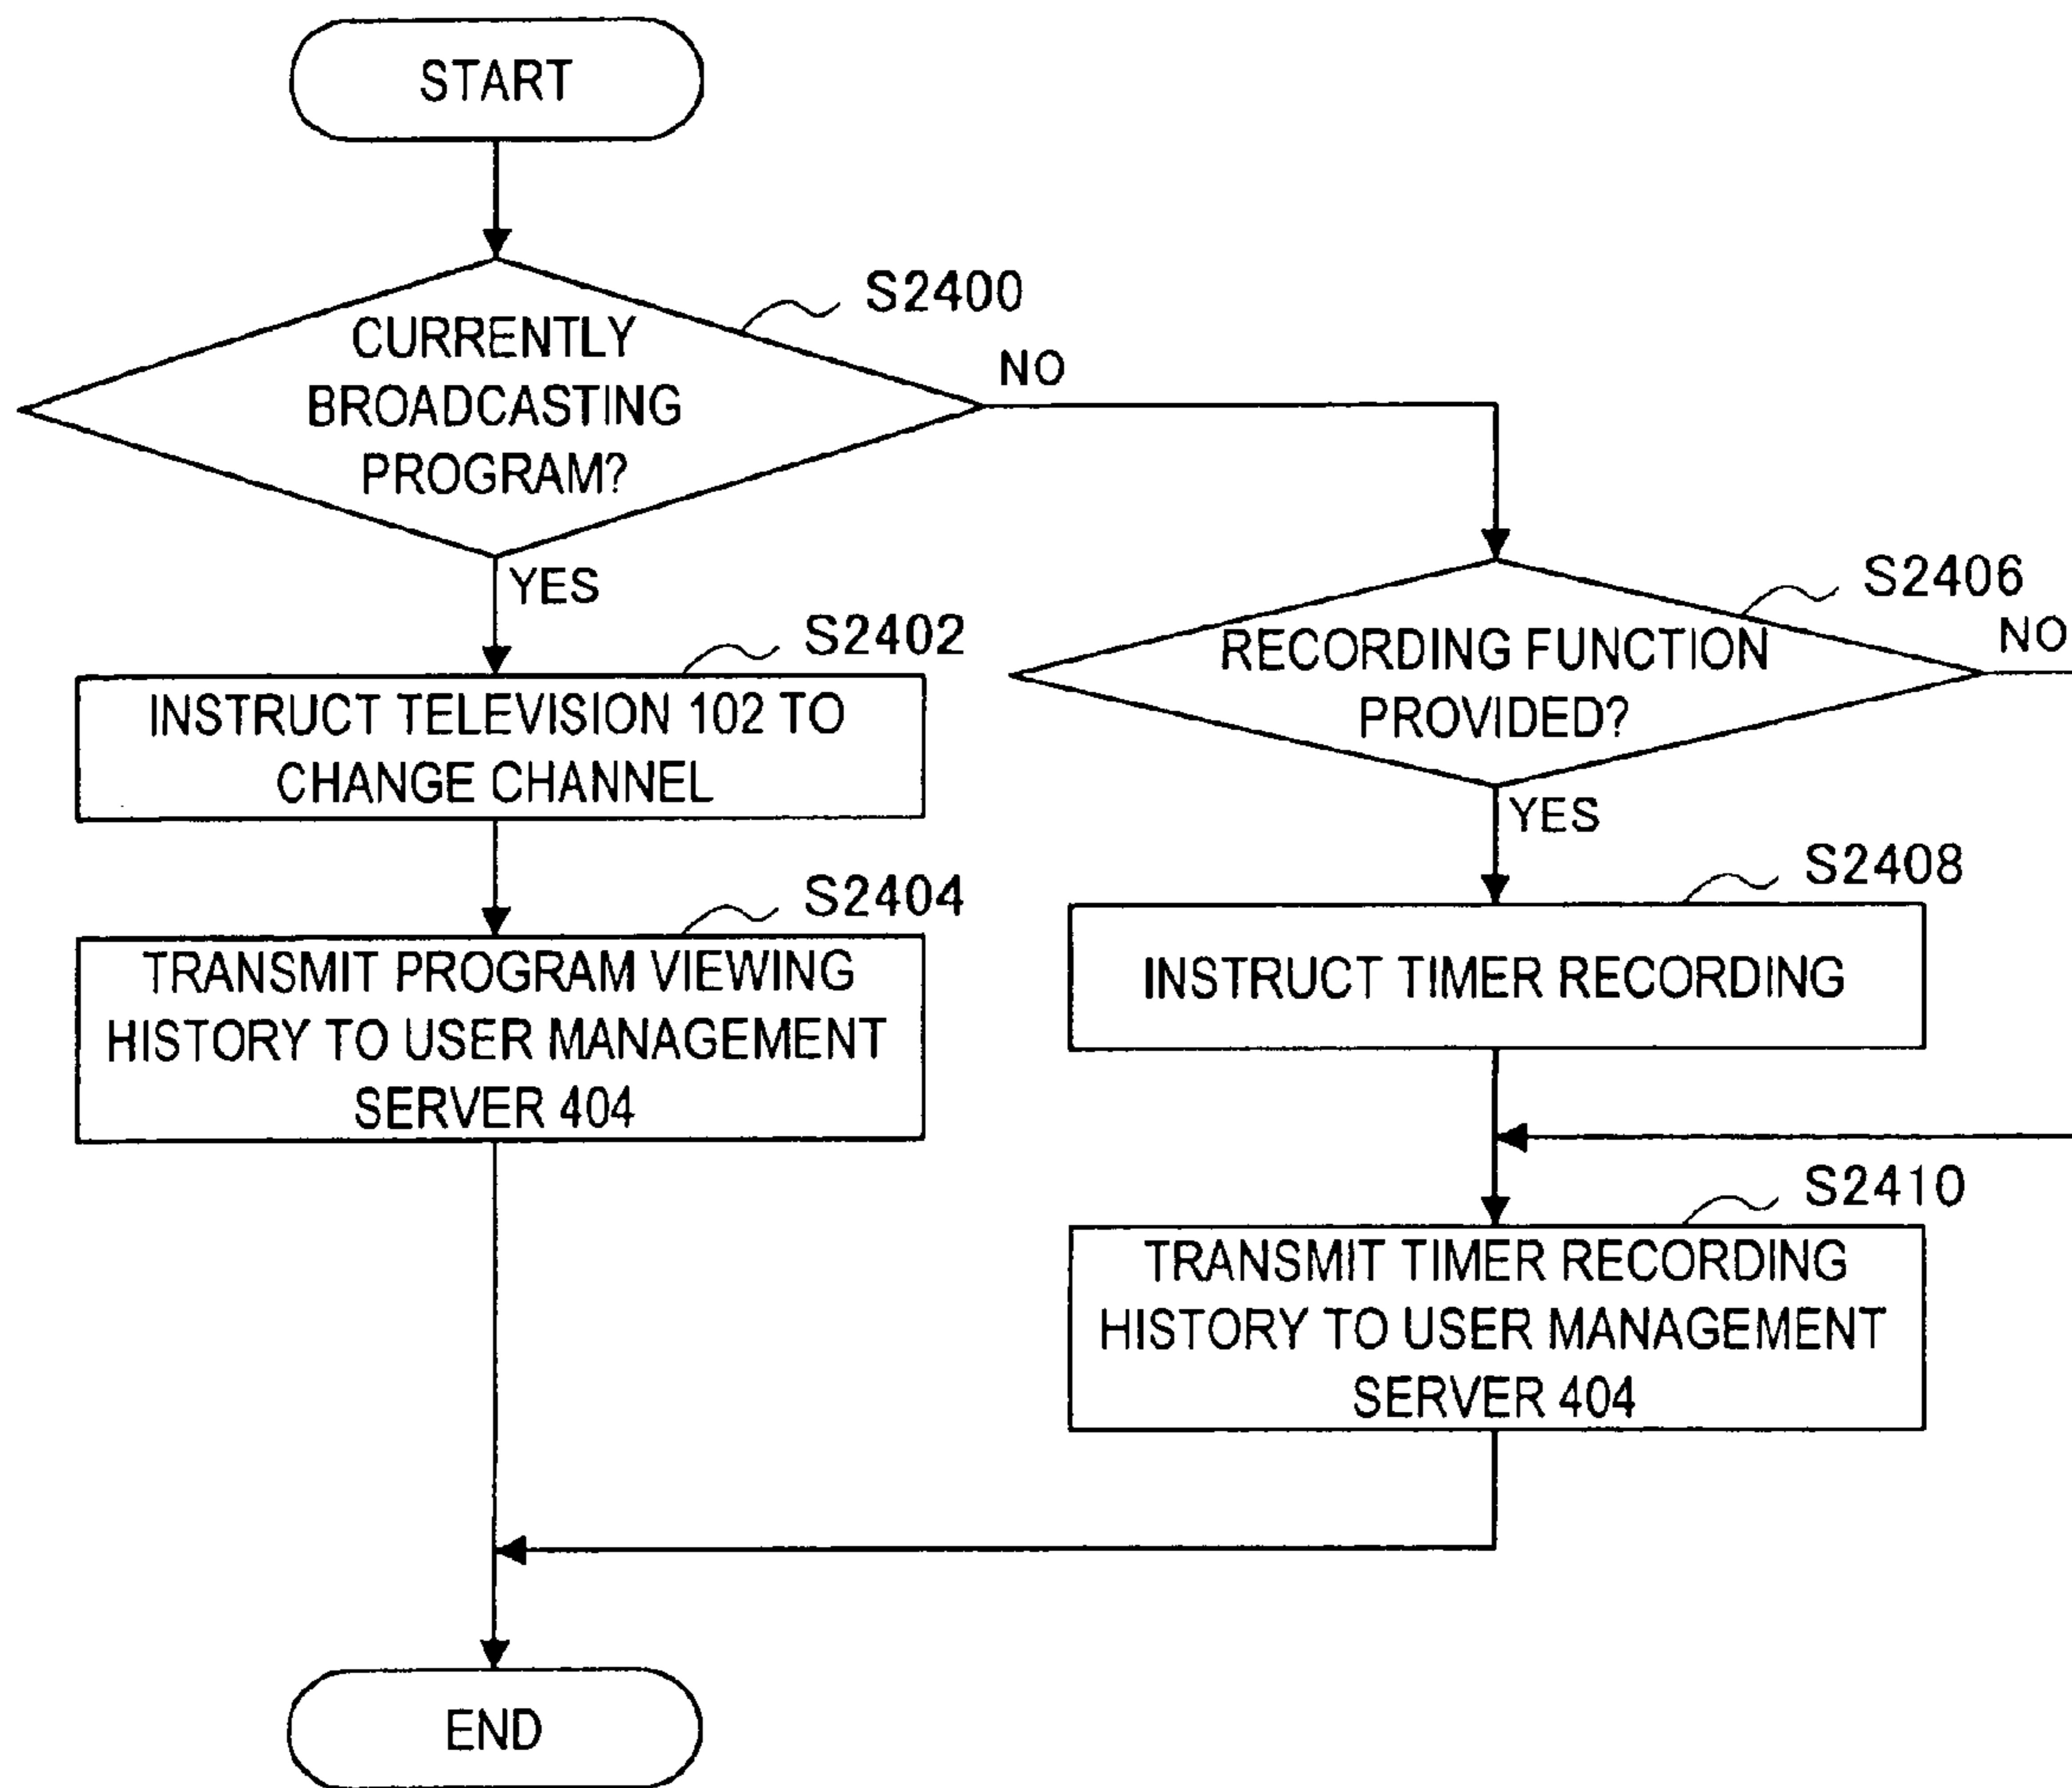 START
S2400
CURRENTLY
BROADCASTING
PROGRAM?
NO
YES
S2402
INSTRUCT TELEVISION 102 TO
CHANGE CHANNEL
S2404
TRANSMIT PROGRAM VIEWING
HISTORY TO USER MANAGEMENT
SERVER 404
S2406
RECORDING FUNCTION
PROVIDED?
NO
YES
S2408
INSTRUCT TIMER RECORDING
S2410
TRANSMIT TIMER RECORDING
HISTORY TO USER MANAGEMENT
SERVER 404
END